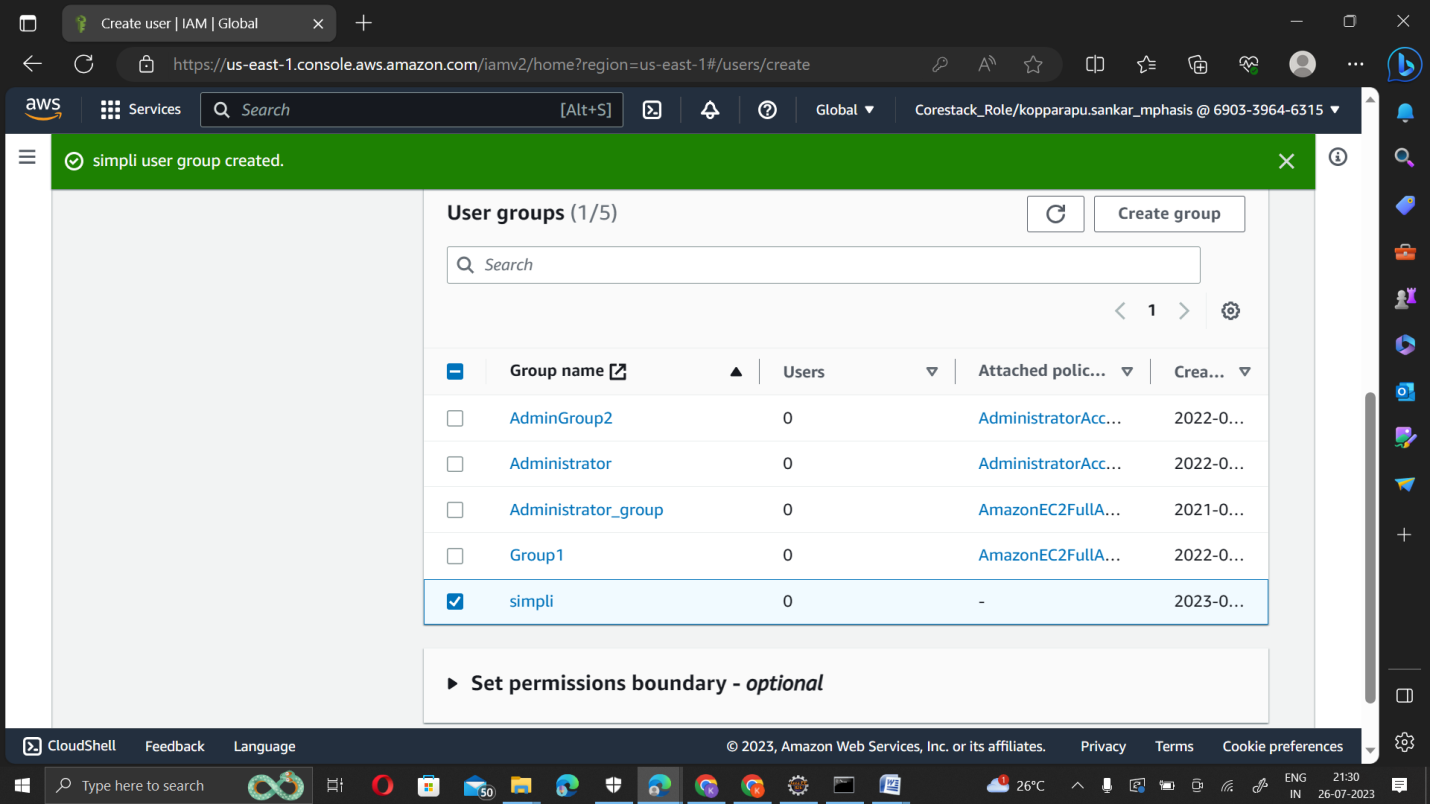 Create user | IAM | Global
https://us-east-1.console.aws.amazon.com/iamv2/home?region=us-east-1#/users/create
aws
Services
Search
[Alt+S]
Global
Corestack_Role/kopparapu.sankar_mphasis @ 6903-3964-6315
simpli user group created.
User groups (1/5)
Create group
Search
1
Group name
Users
Attached polic...
Crea...
AdminGroup2 0 AdministratorAcc... 2022-0...
Administrator 0 AdministratorAcc... 2022-0...
Administrator_group 0 AmazonEC2FullA... 2021-0...
Group1 0 AmazonEC2FullA... 2022-0...
simpli 0 - 2023-0...
Set permissions boundary - optional
CloudShell
Feedback
Language
© 2023, Amazon Web Services, Inc. or its affiliates.
Privacy
Terms
Cookie preferences
Type here to search
50
1
26°C
ENG
IN
21:30
26-07-2023